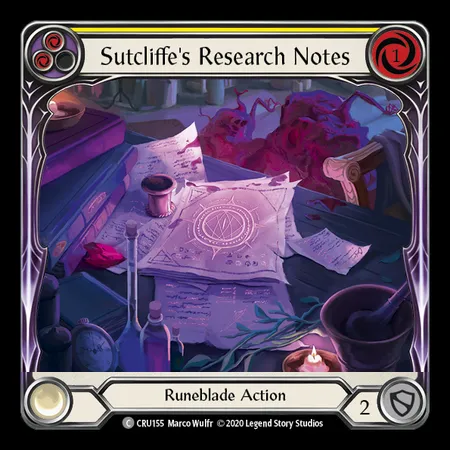 Sutcliffe's Research Notes
1
Runeblade Action
2
C CRU155 Marco Wulfr © 2020 Legend Story Studios